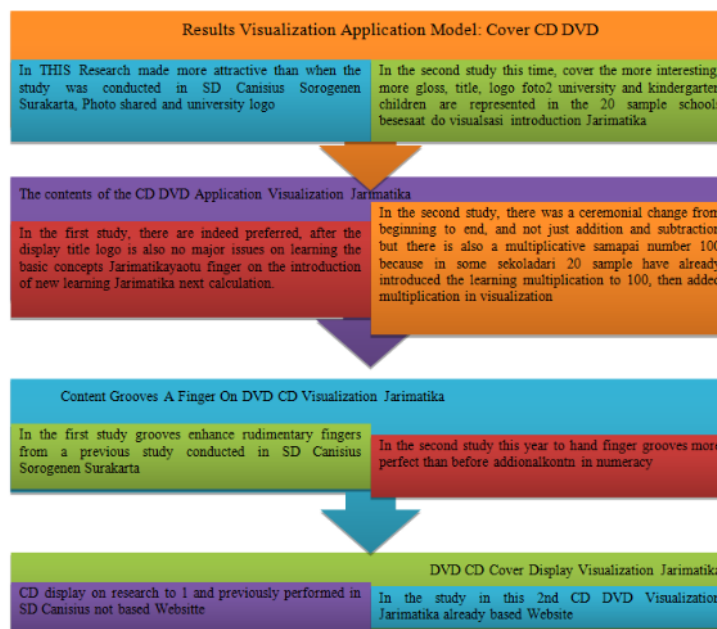 Results Visualization Application Model: Cover CD DVD
In THIS Research made more attractive than when the
study was conducted in SD Canisius Sorogenen
Surakarta, Photo shared and university logo
In the second study this time, cover the more interesting,
more gloss, title, logo foto2 university and kindergarten
children are represented in the 20 sample schools
besesaat do visualsasi introduction Jarimatika
The contents of the CD DVD Application Visualization Jarimatika
In the first study, there are indeed preferred, after the
display title logo is also no major issues on learning the
basic concepts Jarimatikayaotu finger on the introduction
of new learning Jarimatika next calculation.
In the second study, there was a ceremonial change from
beginning to end, and not just addition and subtraction
but there is also a multiplicative samapai number 100
because in some sekoladari 20 sample have already
introduced the learning multiplication to 100, then added
multiplication in visualization
Content Grooves A Finger On DVD CD Visualization Jarimatika
In the first study grooves enhance rudimentary fingers
from a previous study conducted in SD Canisius
Sorogenen Surakarta
In the second study this year to hand finger grooves more
perfect than before addionalkontn in numeracy
DVD CD Cover Display Visualization Jarimatika
CD display on research to 1 and previously performed in
SD Canisius not based Websitte
In the study in this 2nd CD DVD Visualization
Jarimatika already based Website